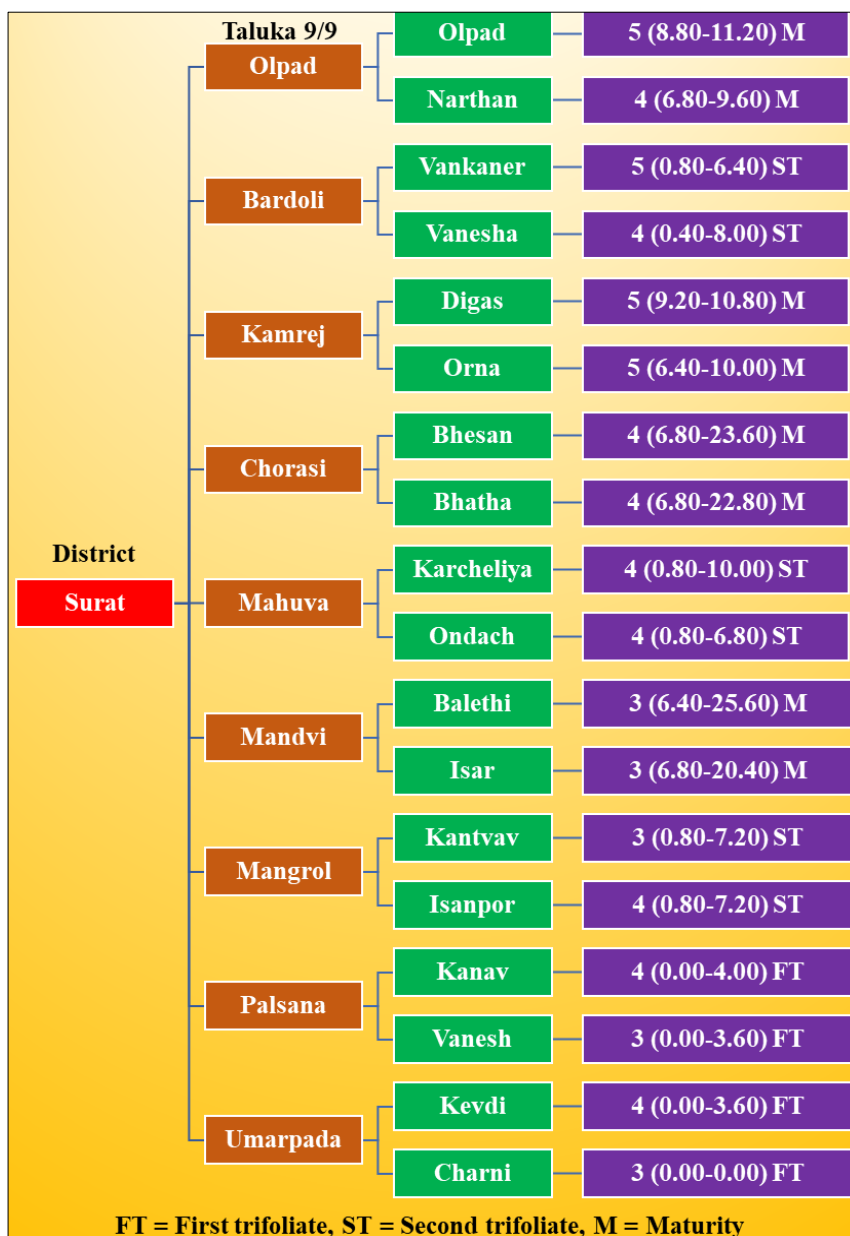 Taluka 9/9
District
Surat
Olpad
Olpad
5 (8.80-11.20) M
Narthan
4 (6.80-9.60) M
Bardoli
Vankaner
5 (0.80-6.40) ST
Vanesha
4 (0.40-8.00) ST
Kamrej
Digas
5 (9.20-10.80) M
Orna
5 (6.40-10.00) M
Chorasi
Bhesan
4 (6.80-23.60) M
Bhatha
4 (6.80-22.80) M
Mahuva
Karcheliya
4 (0.80-10.00) ST
Ondach
4 (0.80-6.80) ST
Mandvi
Balethi
3 (6.40-25.60) M
Isar
3 (6.80-20.40) M
Mangrol
Kantvav
3 (0.80-7.20) ST
Isanpor
4 (0.80-7.20) ST
Palsana
Kanav
4 (0.00-4.00) FT
Vanesh
3 (0.00-3.60) FT
Umarpada
Kevdi
4 (0.00-3.60) FT
Charni
3 (0.00-0.00) FT
FT = First trifoliate, ST = Second trifoliate, M = Maturity